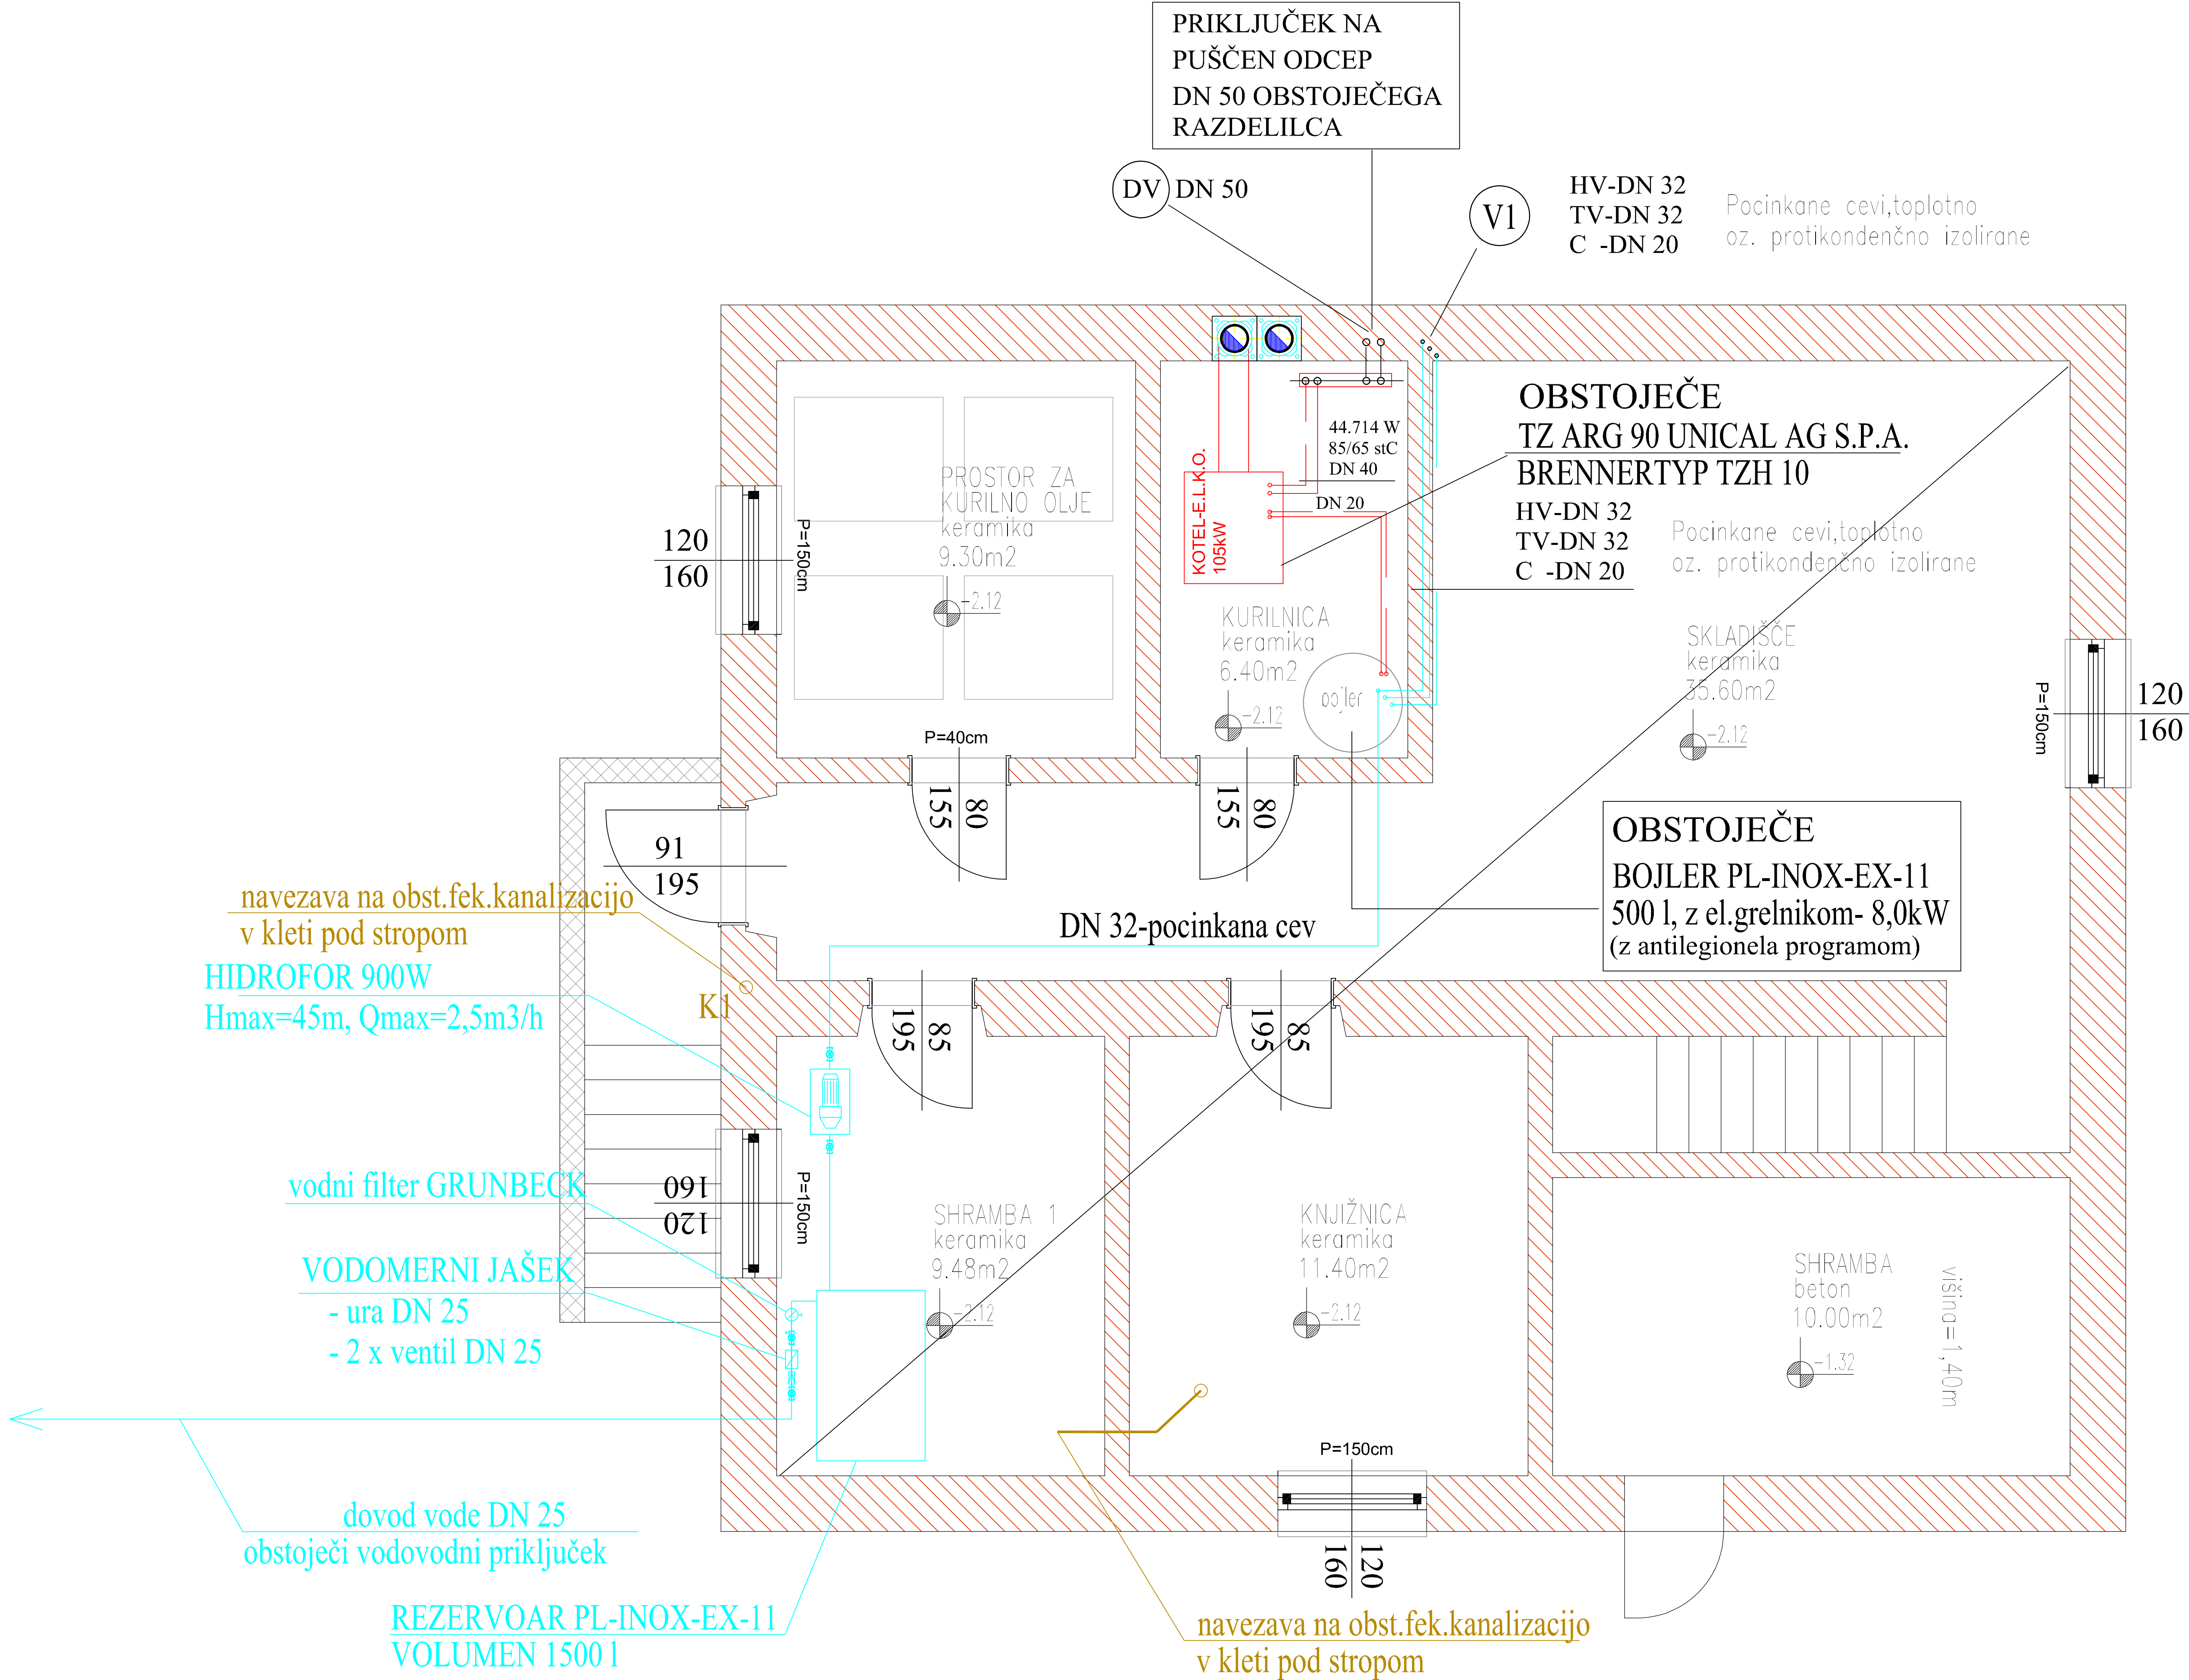 PRIKLJUČEK NA
PUŠČEN ODCEP
DN 50 OBSTOJEČEGA
RAZDELILCA
DV
DN 50
V1
HV-DN 32
TV-DN 32
C -DN 20
Pocinkane cevi,toplotno
oz. protikondenčno izolirane
OBSTOJEČE
TZ ARG 90 UNICAL AG S.P.A.
BRENNERTYP TZH 10
HV-DN 32
TV-DN 32
C -DN 20
Pocinkane cevi,toplotno
oz. protikondenčno izolirane
44.714 W
85/65 stC
DN 40
DN 20
KOTEL-E.L.K.O.
105kW
PROSTOR ZA
KURILNO OLJE
keramika
9.30m2
-2.12
120
160
P=150cm
KURILNICA
keramika
6.40m2
-2.12
bojler
SKLADIŠČE
keramika
35.60m2
-2.12
P=150cm
120
160
P=40cm
80
155
80
155
91
195
OBSTOJEČE
BOJLER PL-INOX-EX-11
500 l, z el.grelnikom- 8,0kW
(z antilegionela programom)
DN 32-pocinkana cev
navezava na obst.fek.kanalizacijo
v kleti pod stropom
K1
HIDROFOR 900W
Hmax=45m, Qmax=2,5m3/h
85
195
85
195
vodni filter GRUNBECK
160
120
P=150cm
VODOMERNI JAŠEK
- ura DN 25
- 2 x ventil DN 25
SHRAMBA 1
keramika
9.48m2
-2.12
KNJIŽNICA
keramika
11.40m2
-2.12
SHRAMBA
beton
10.00m2
-1.32
višina=1,40m
P=150cm
120
160
dovod vode DN 25
obstoječi vodovodni priključek
REZERVOAR PL-INOX-EX-11
VOLUMEN 1500 l
navezava na obst.fek.kanalizacijo
v kleti pod stropom